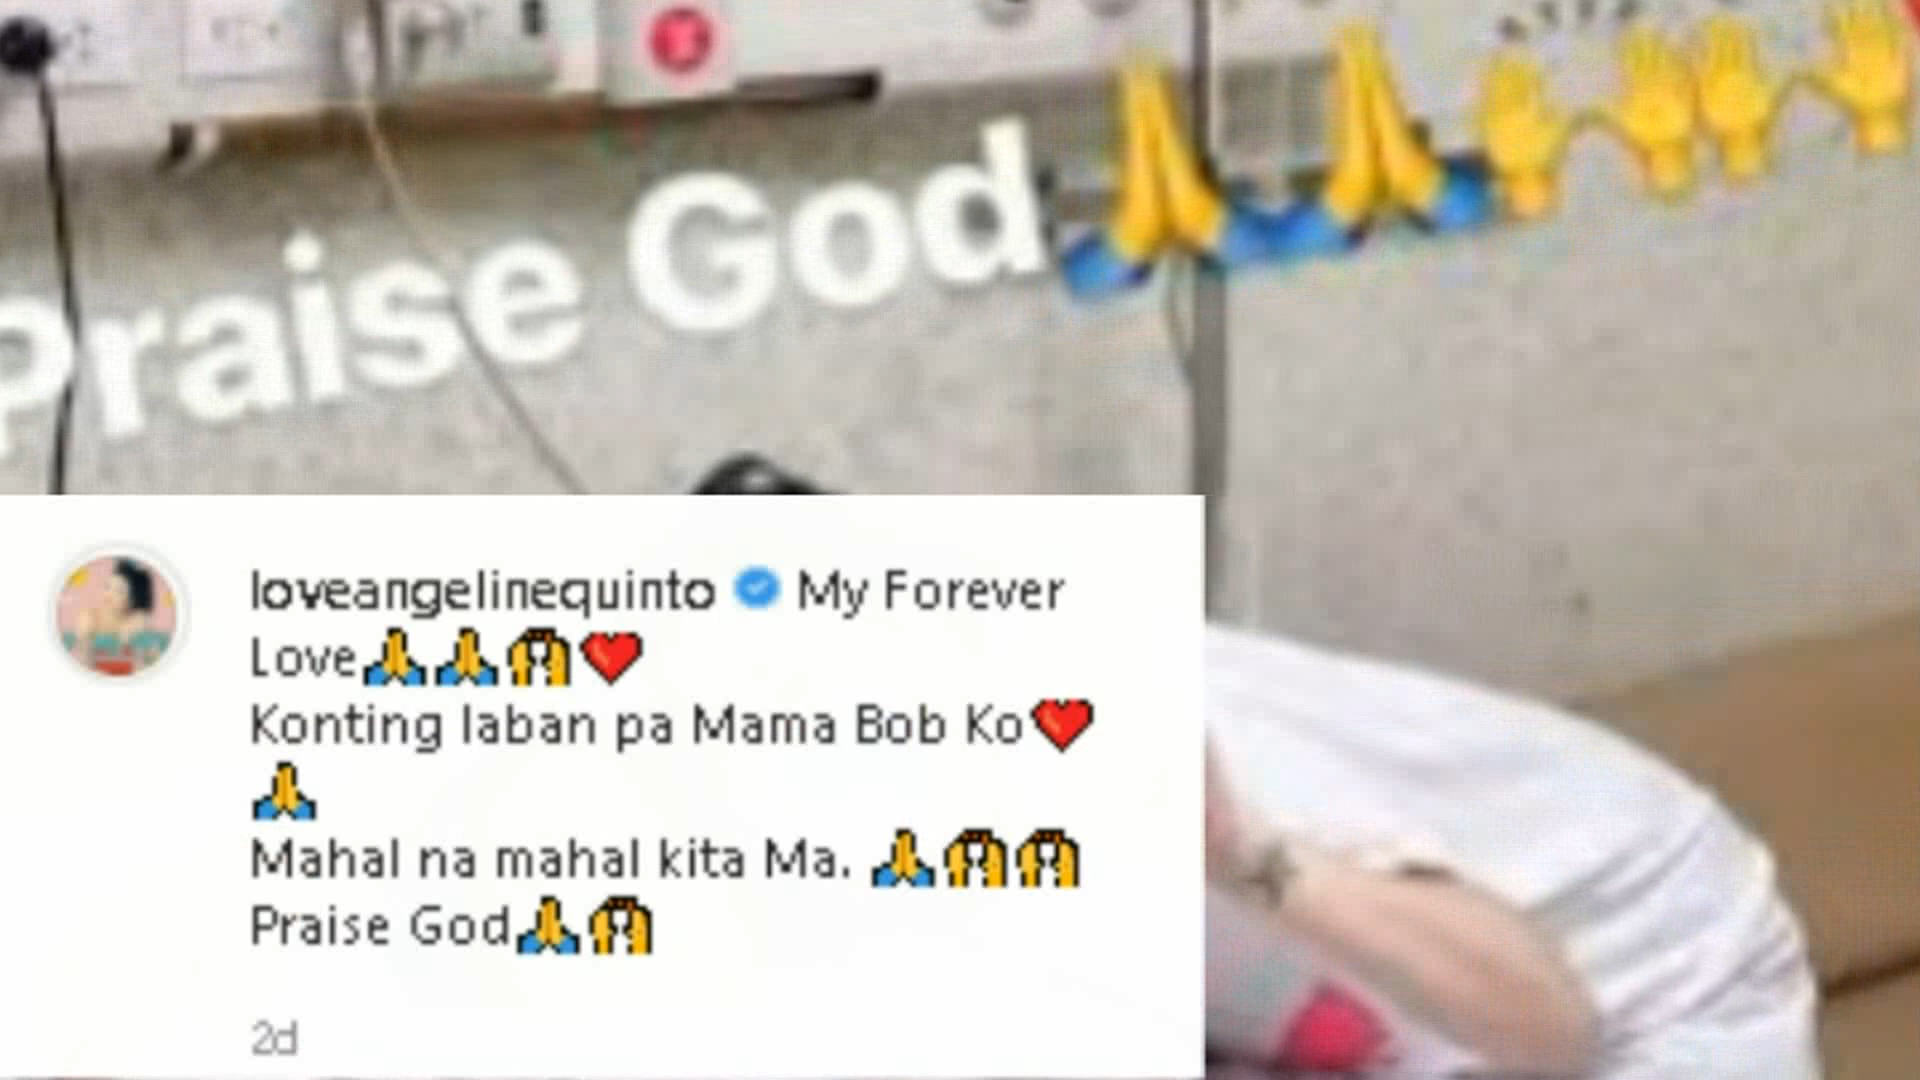 Praise God🙏🙏🙌🙌
loveangelinequinto My Forever
Love🙏🙏🙌❤️
Konting laban pa Mama Bob Ko❤️
🙏
Mahal na mahal kita Ma. 🙏🙌🙌
Praise God🙏🙌
2d